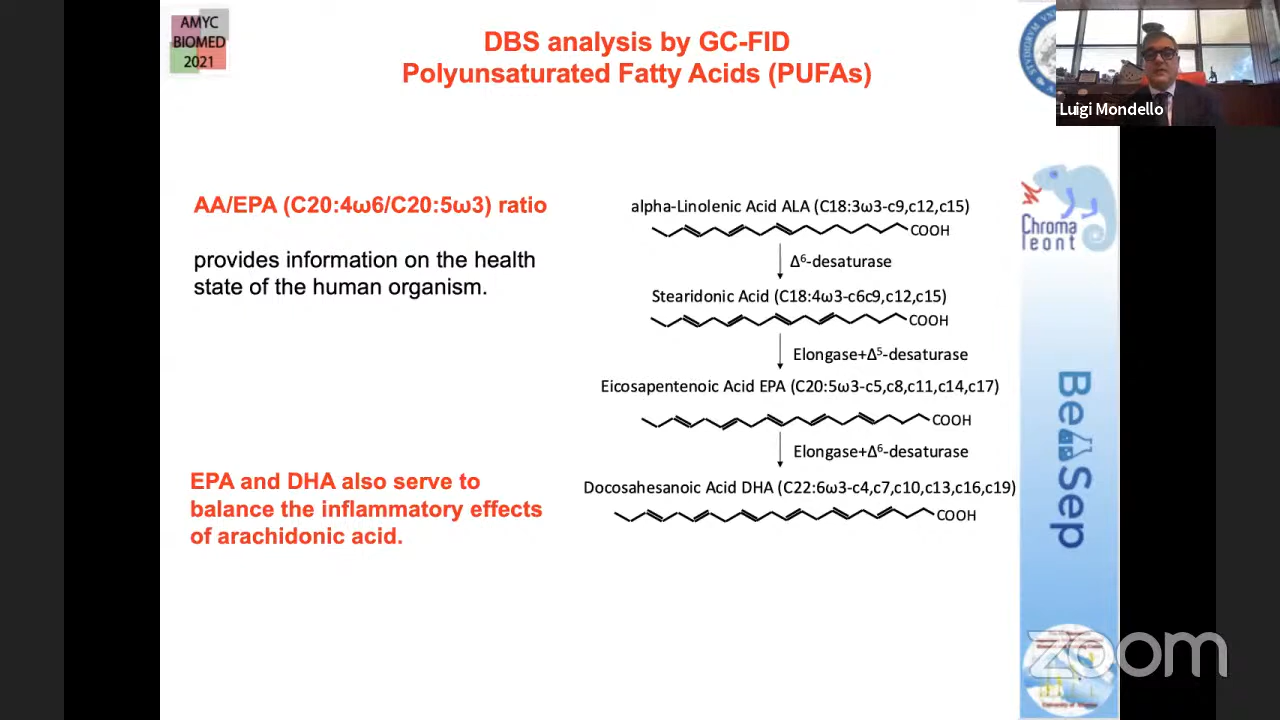 AMYC
BIOMED
2021
DBS analysis by GC-FID
Polyunsaturated Fatty Acids (PUFAs)
Luigi Mondello
AA/EPA (C20:4ω6/C20:5ω3) ratio
provides information on the health
state of the human organism.
EPA and DHA also serve to
balance the inflammatory effects
of arachidonic acid.
alpha-Linolenic Acid ALA (C18:3ω3-c9,c12,c15)
COOH
Δ⁶-desaturase
Stearidonic Acid (C18:4ω3-c6c9,c12,c15)
COOH
Elongase+Δ⁵-desaturase
Eicosapentenoic Acid EPA (C20:5ω3-c5,c8,c11,c14,c17)
COOH
Elongase+Δ⁶-desaturase
Docosahesanoic Acid DHA (C22:6ω3-c4,c7,c10,c13,c16,c19)
COOH
Chroma
leont
BeSep
zoom